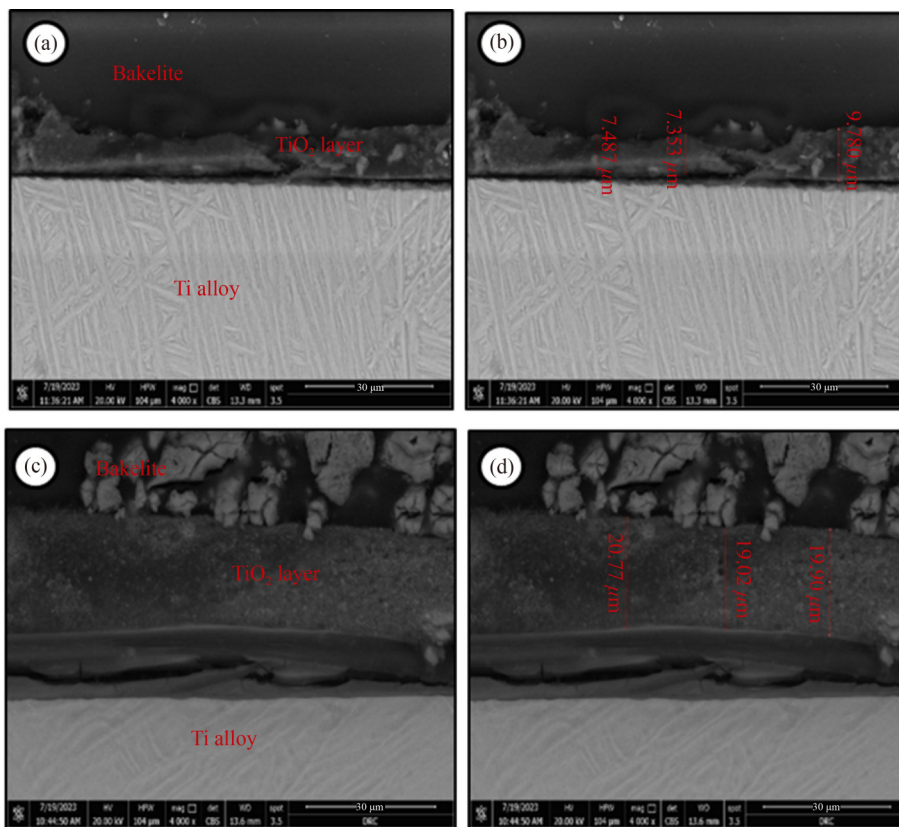 (a)
Bakelite
TiO₂ layer
Ti alloy
7/19/2023 HV HFW mag □ det WD spot
11:36:21 AM 20.00 kV 104 μm 4 000 x CBS 13.3 mm 3.5
30 μm
(b)
7.487 μm
7.353 μm
9.780 μm
7/19/2023 HV HFW mag □ det WD spot
11:36:21 AM 20.00 kV 104 μm 4 000 x CBS 13.3 mm 3.5
30 μm
(c)
Bakelite
TiO₂ layer
Ti alloy
7/19/2023 HV HFW mag □ det WD spot
10:44:50 AM 20.00 kV 104 μm 4 000 x CBS 13.6 mm 3.5
30 μm
DRC
(d)
20.77 μm
19.02 μm
19.90 μm
7/19/2023 HV HFW mag □ det WD spot
10:44:50 AM 20.00 kV 104 μm 4 000 x CBS 13.6 mm 3.5
30 μm
DRC